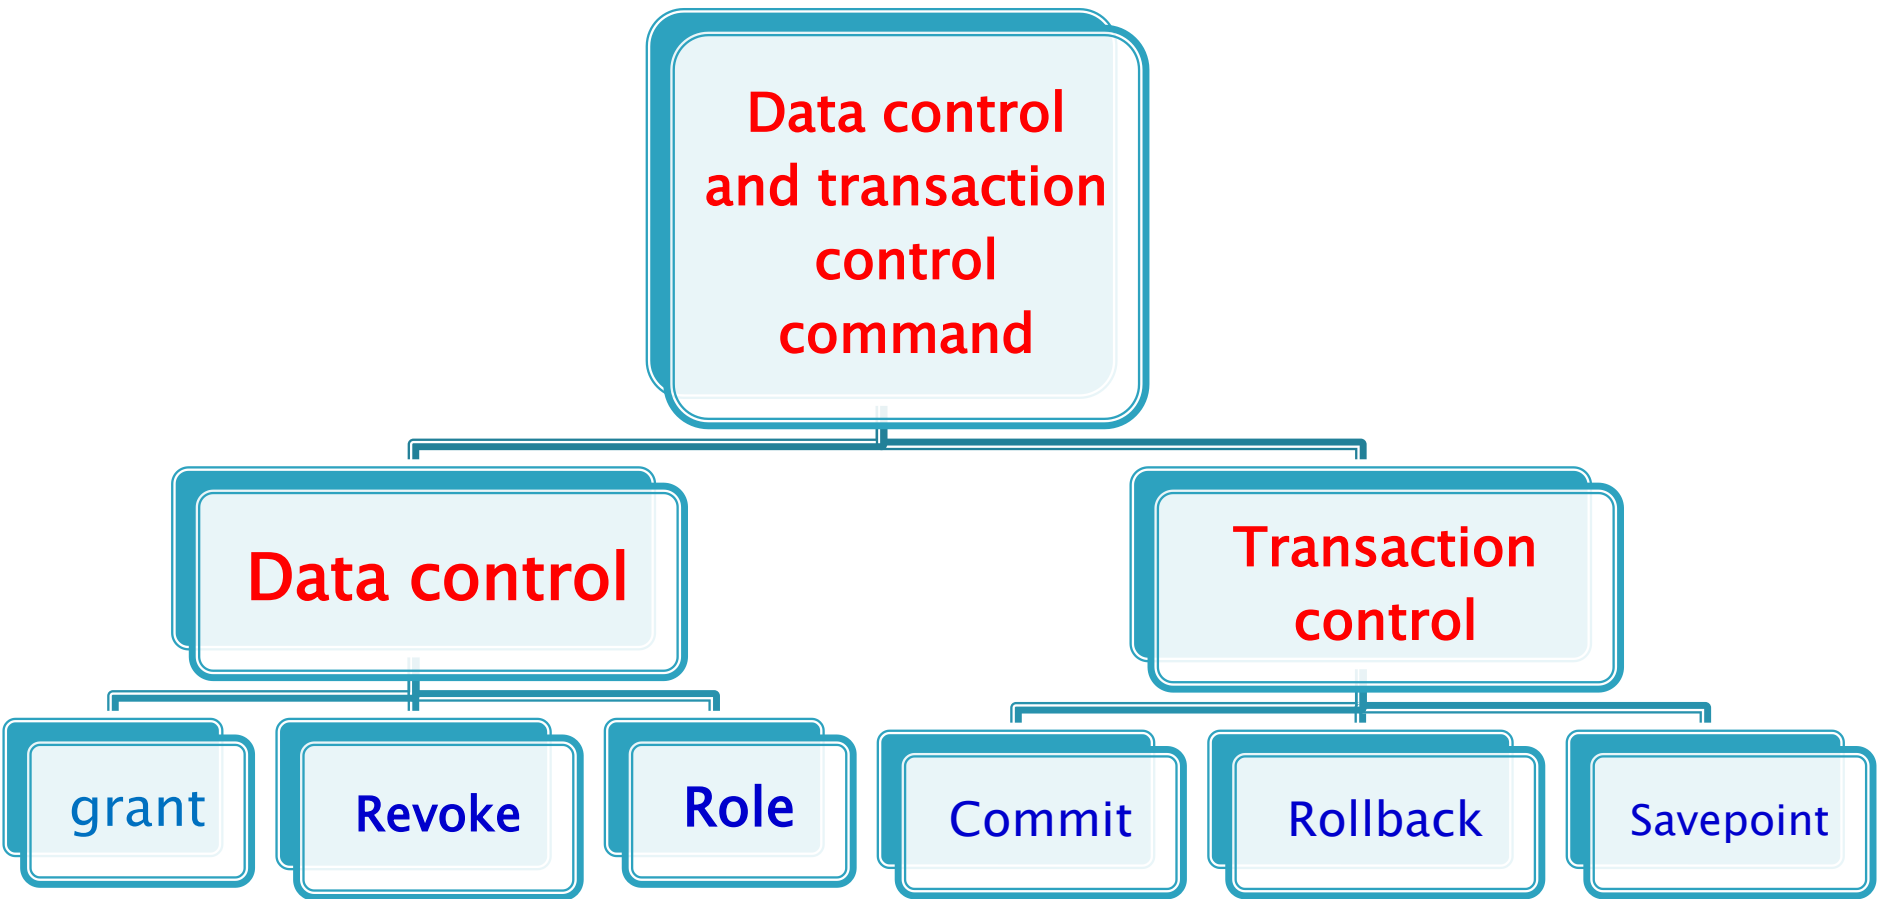 Data control
and transaction
control
command
Data control
Transaction
control
grant
Revoke
Role
Commit
Rollback
Savepoint